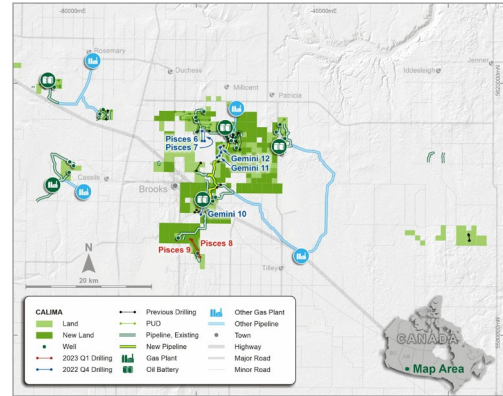 -80000mE
-45000mE
Rosemary
Jenner
Duchess
Iddesleigh
Millicent
Patricia
Pisces 6
Pisces 7
Gemini 12
Gemini 11
Cassils
Brooks
Gemini 10
Pisces 8
Pisces 9
Tilley
N
20 km
CALIMA
Land
New Land
Well
2023 Q1 Drilling
2022 Q4 Drilling
Previous Drilling
PUD
Pipeline, Existing
New Pipeline
Gas Plant
Oil Battery
Other Gas Plant
Other Pipeline
Town
Highway
Major Road
Minor Road
CANADA
Map Area